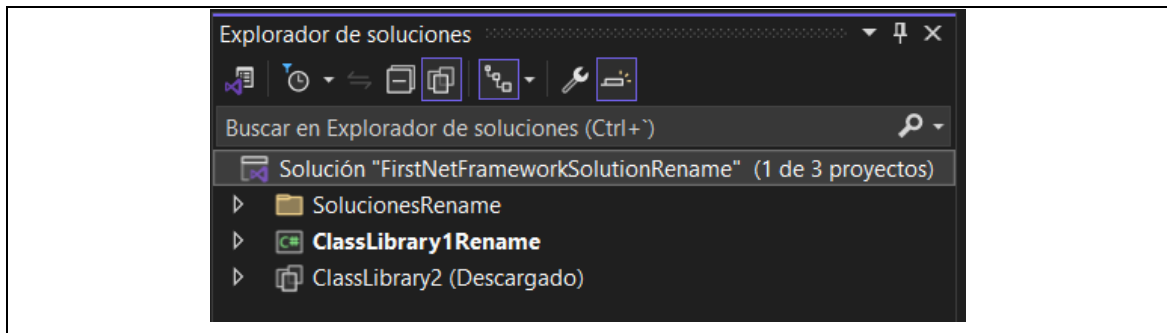 Explorador de soluciones
Buscar en Explorador de soluciones (Ctrl+`)
Solución "FirstNetFrameworkSolutionRename" (1 de 3 proyectos)
SolucionesRename
C# ClassLibrary1Rename
ClassLibrary2 (Descargado)